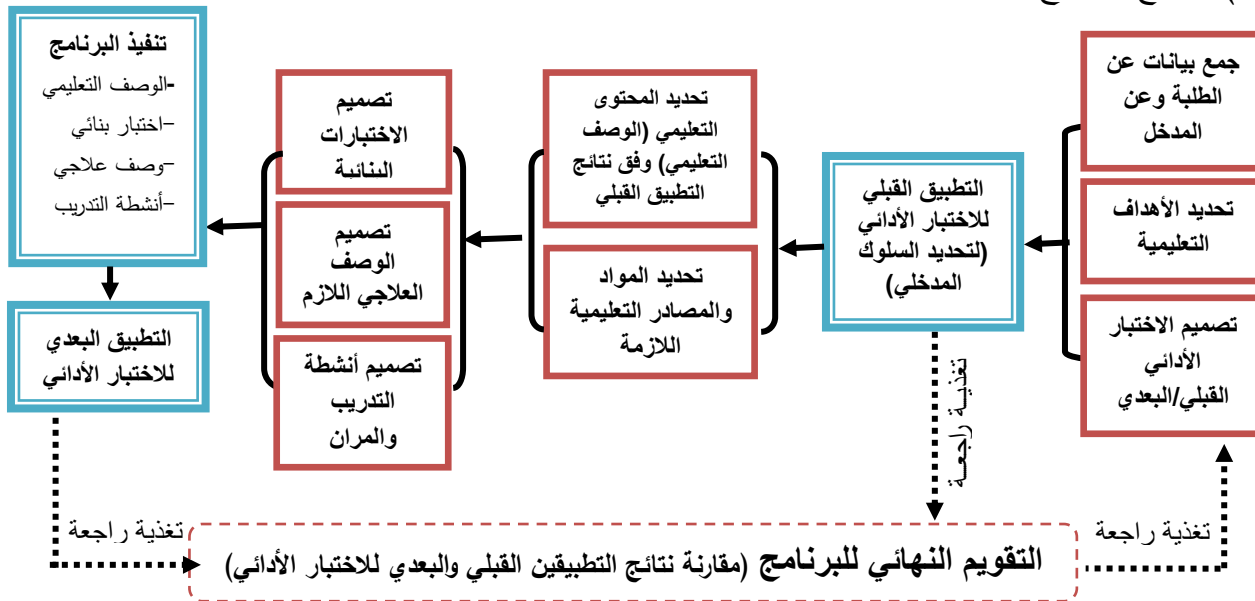 جمع بيانات عن
الطلبة وعن
المدخل
تحديد الأهداف
التعليمية
تصميم الاختبار
الأدائي
القبلي/البعدي
التطبيق القبلي
للاختبار الأدائي
(لتحديد السلوك
المدخلي)
تحديد المحتوى
التعليمي (الوصف
التعليمي) وفق نتائج
التطبيق القبلي
تحديد المواد
والمصادر التعليمية
اللازمة
تصميم
الاختبارات
البنائية
تصميم
الوصف
العلاجي اللازم
تصميم أنشطة
التدريب
والمران
تنفيذ البرنامج
-الوصف التعليمي
-اختبار بنائي
-وصف علاجي
-أنشطة التدريب
التطبيق البعدي
للاختبار الأدائي
تغذيـة راجعـة
تغذية راجعة
تغذية راجعة
التقويم النهائي للبرنامج (مقارنة نتائج التطبيقين القبلي والبعدي للاختبار الأدائي)